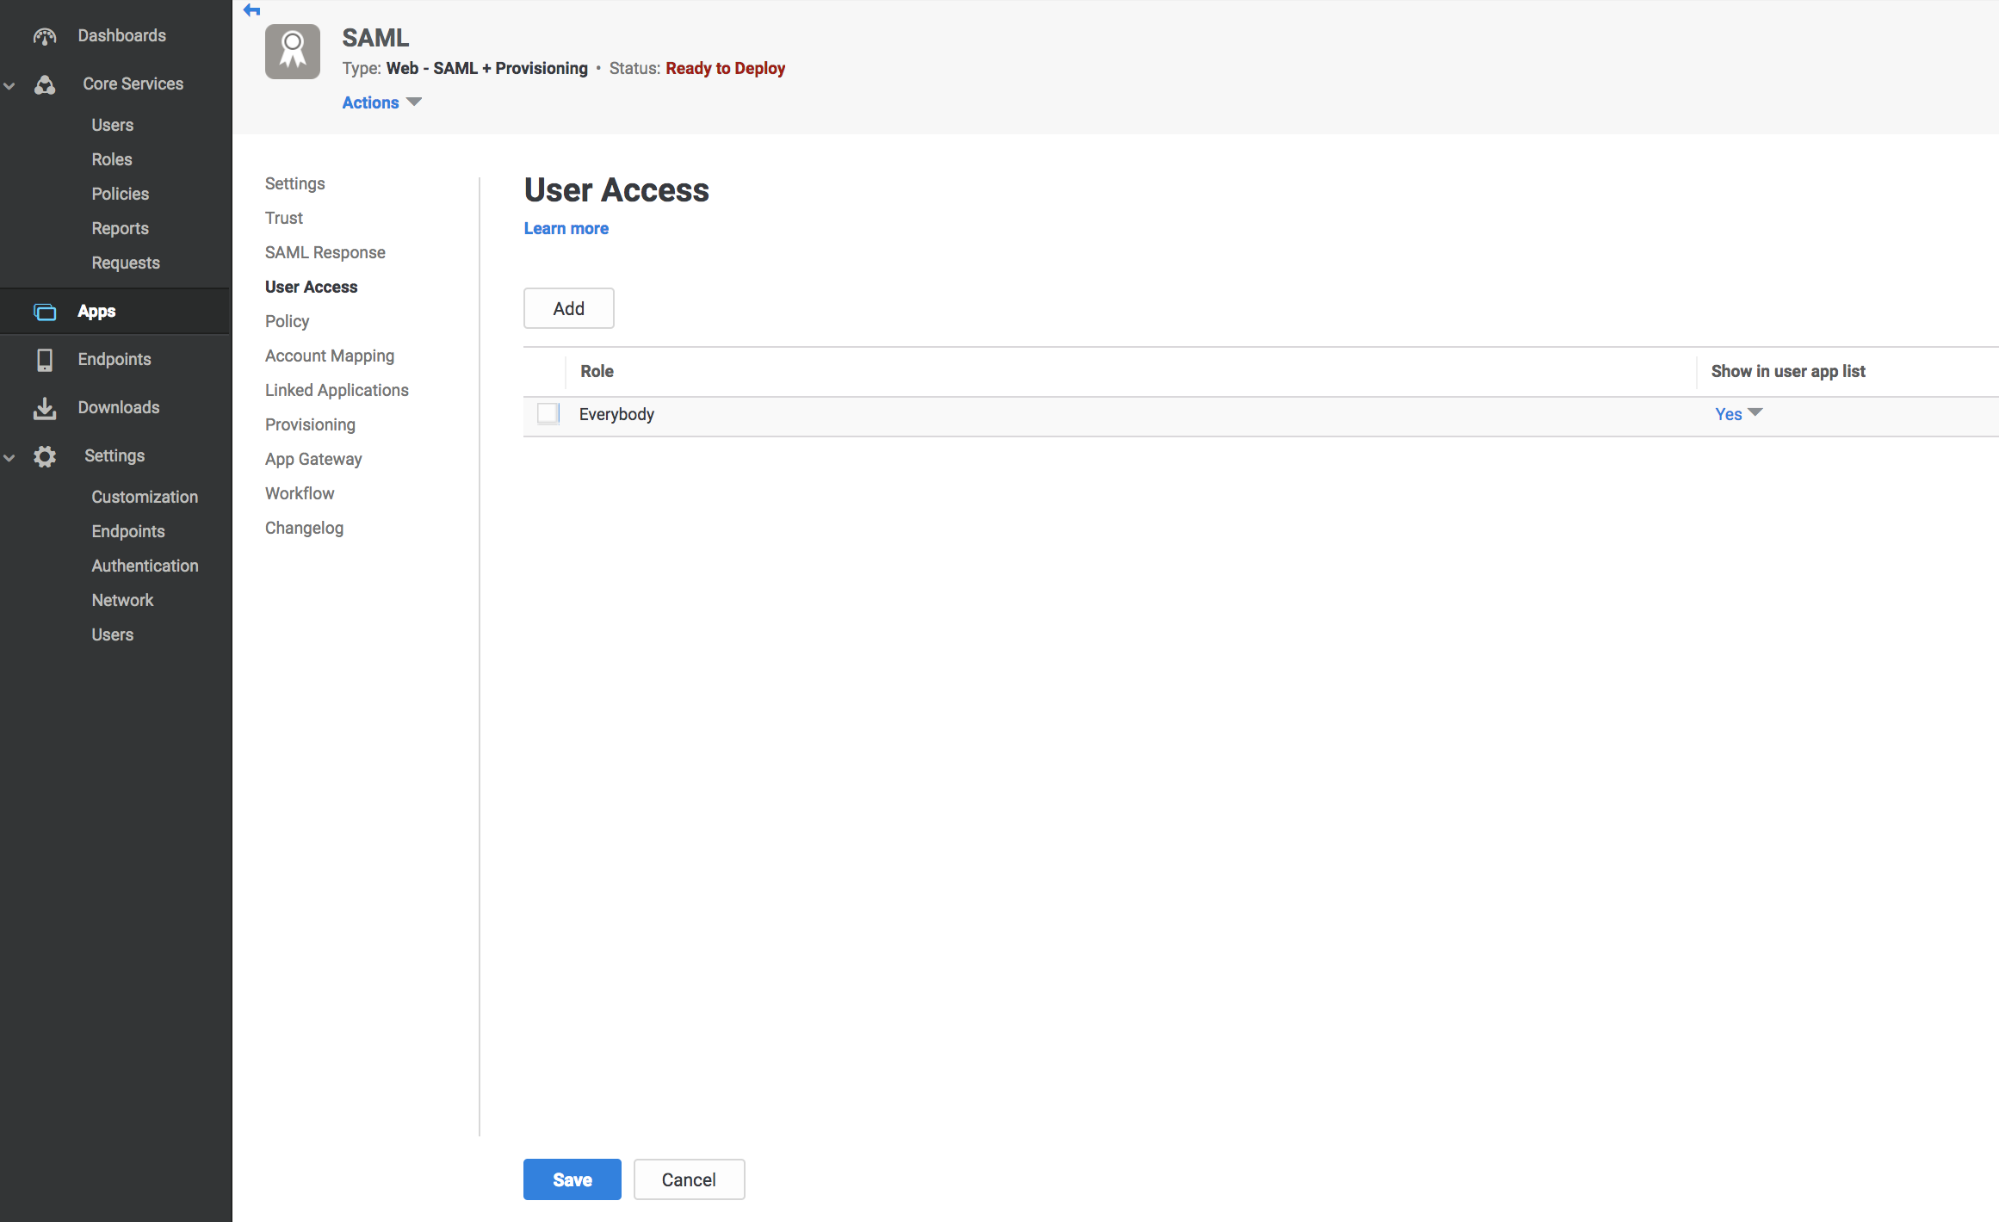 Dashboards
Core Services
Users
Roles
Policies
Reports
Requests
Apps
Endpoints
Downloads
Settings
Customization
Endpoints
Authentication
Network
Users
SAML
Type: Web - SAML + Provisioning • Status: Ready to Deploy
Actions
Settings
Trust
SAML Response
User Access
Policy
Account Mapping
Linked Applications
Provisioning
App Gateway
Workflow
Changelog
User Access
Learn more
Add
Role Show in user app list
Everybody Yes
Save Cancel